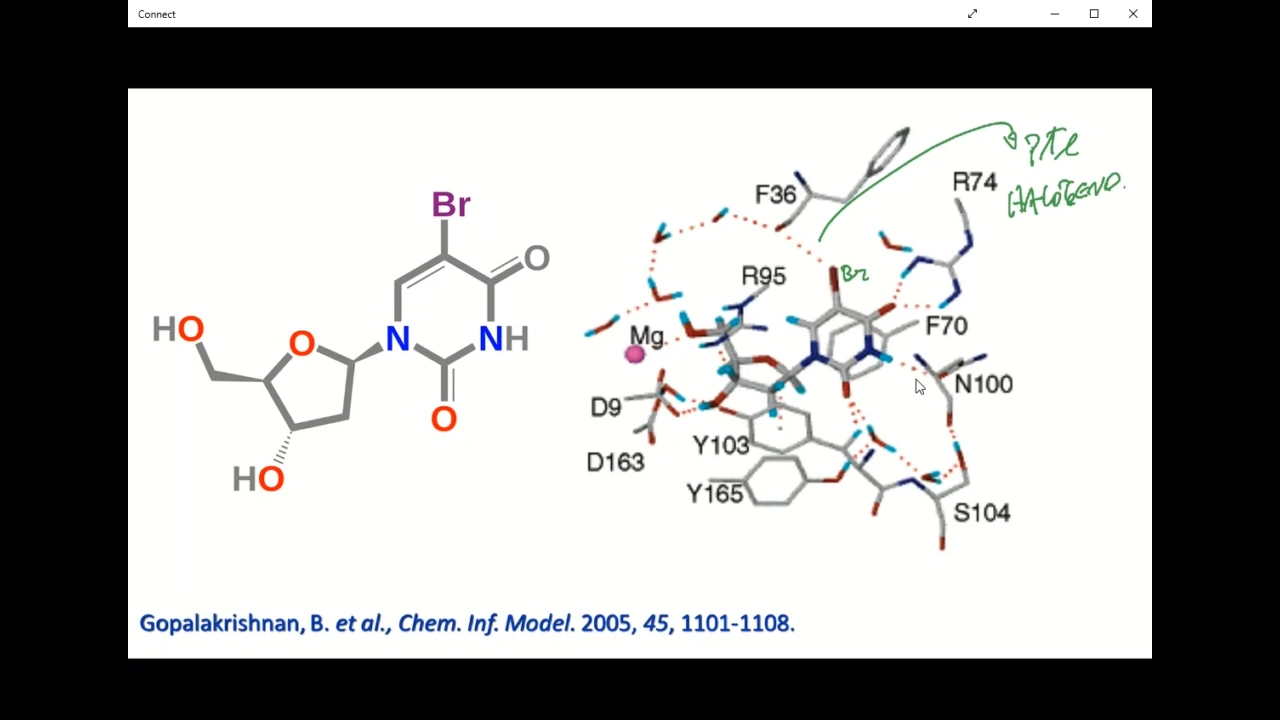 Connect
Br
O
HO
O
N
NH
O
HO
F36
R74
HALOGENO.
R95
Br
Mg
F70
N100
D9
Y103
D163
Y165
S104
Gopalakrishnan, B. et al., Chem. Inf. Model. 2005, 45, 1101-1108.